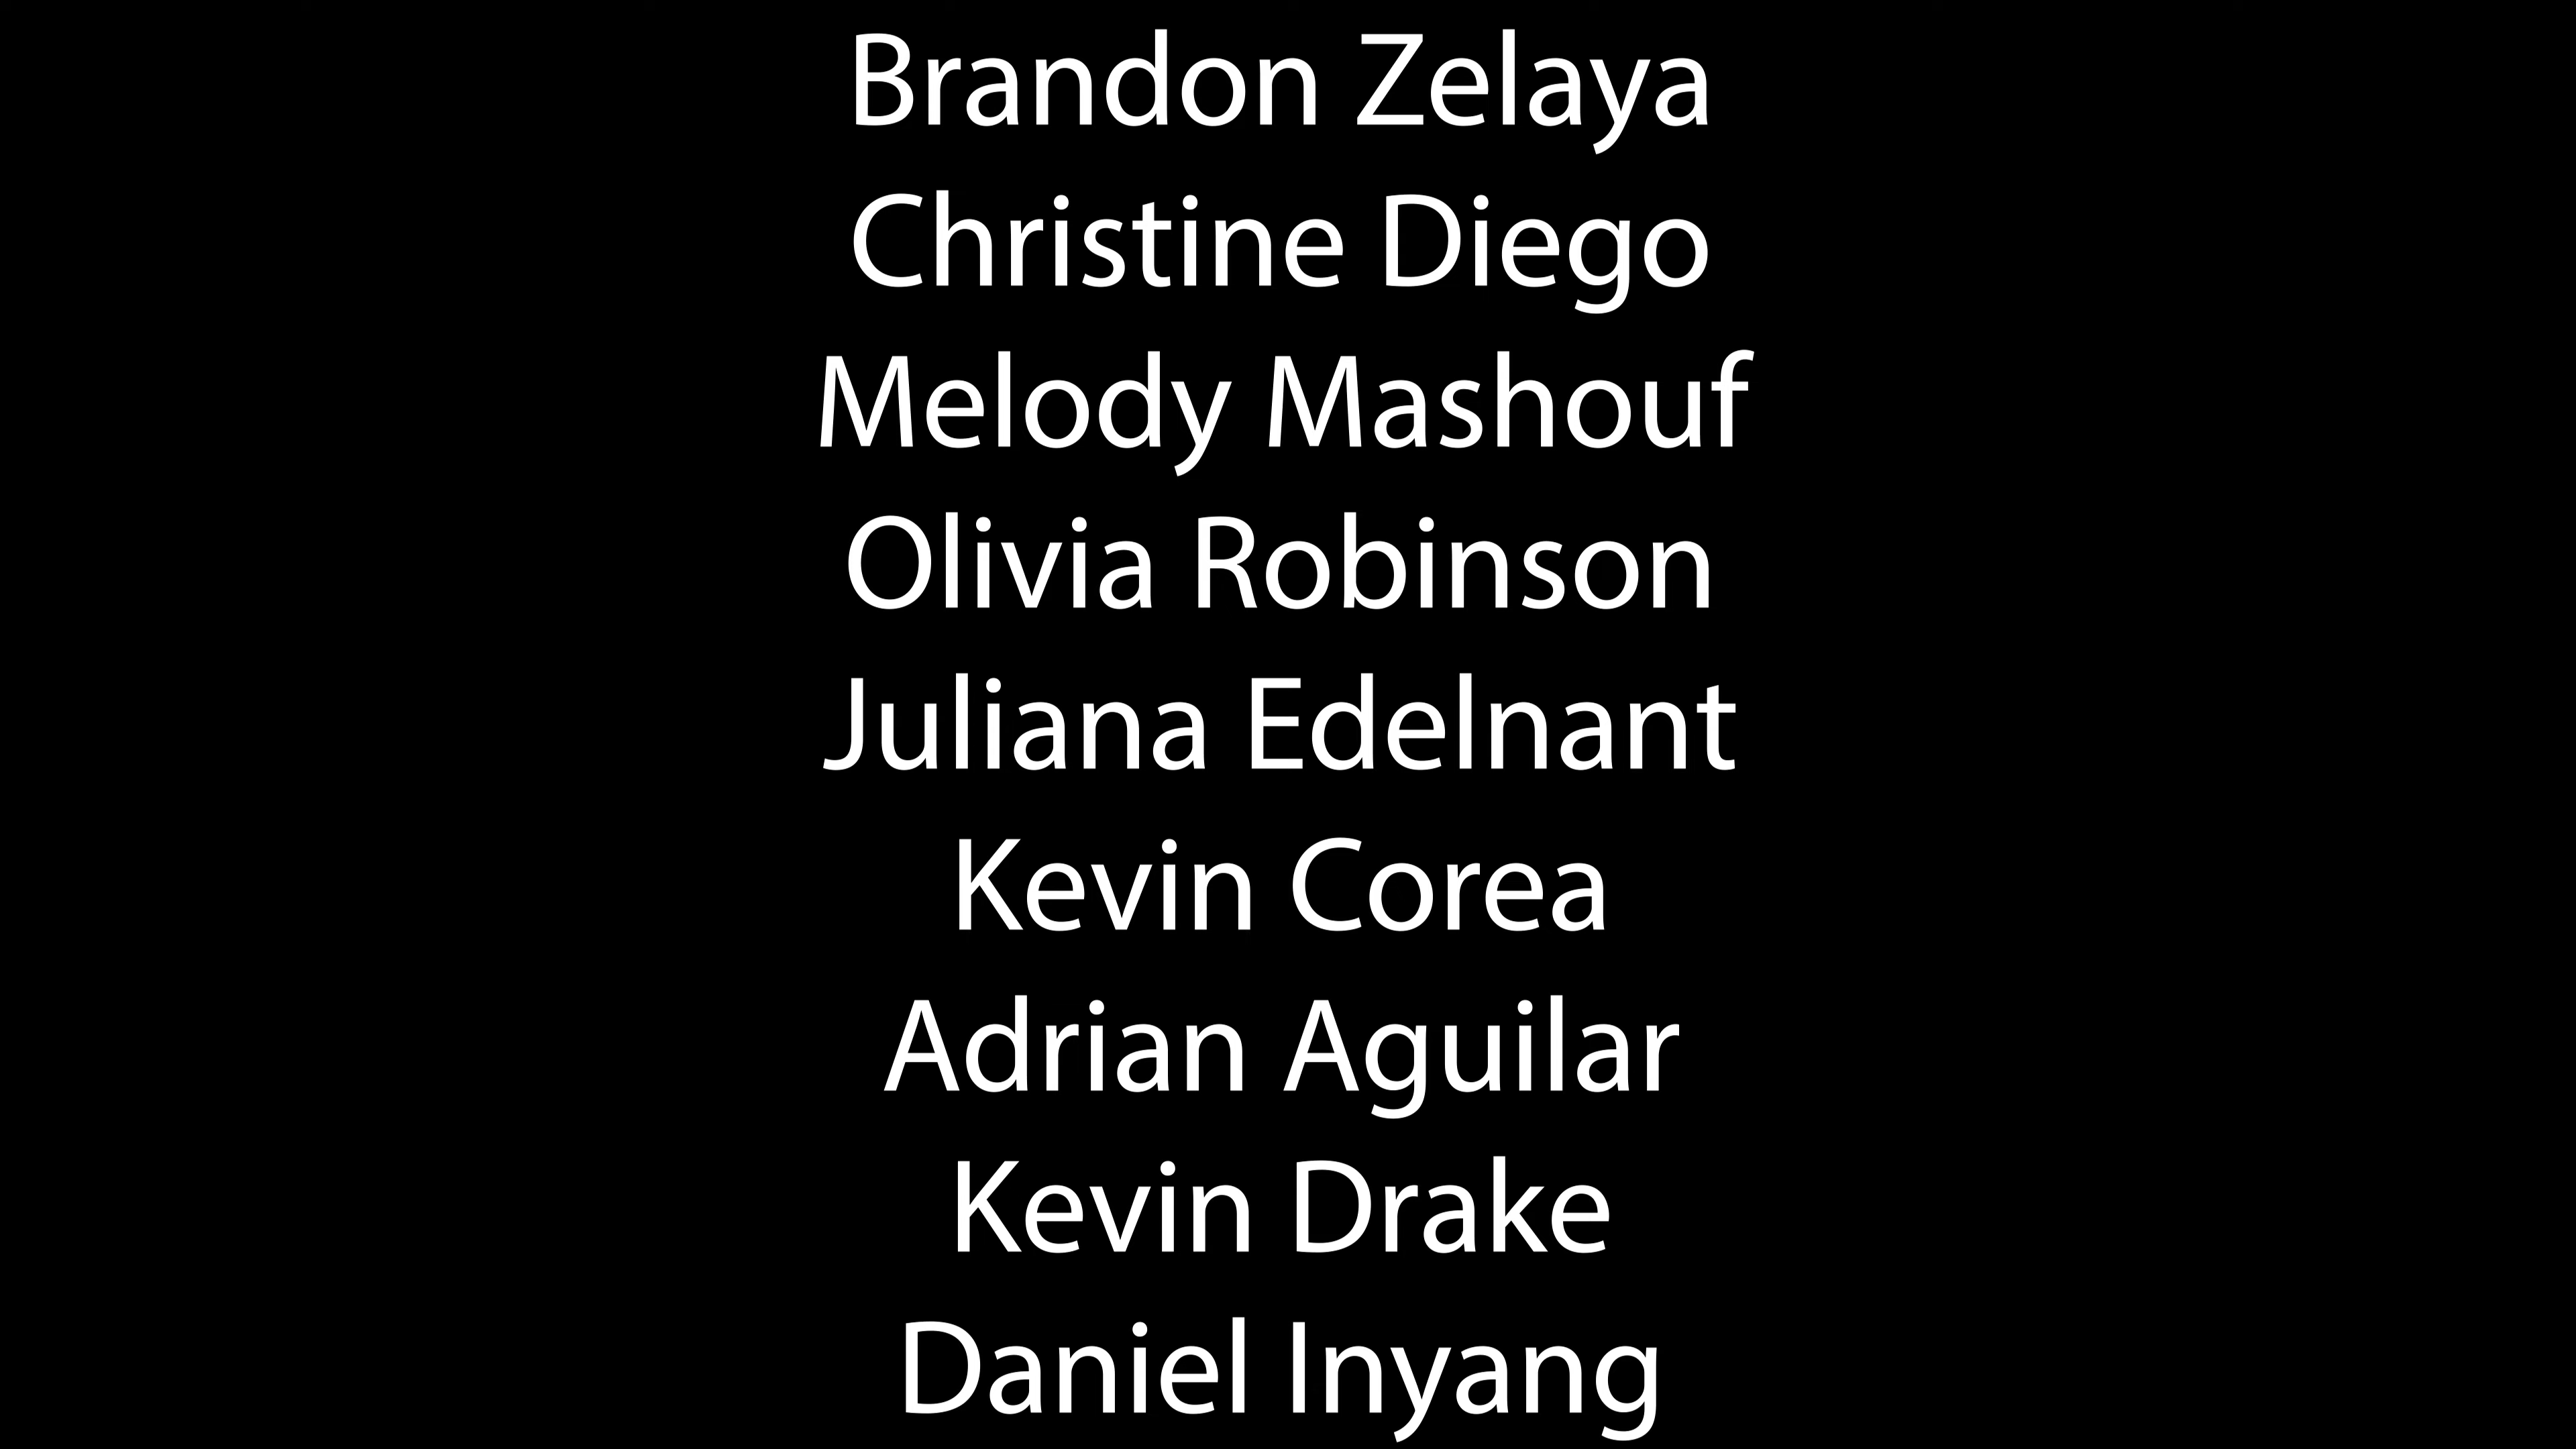 Brandon Zelaya
Christine Diego
Melody Mashouf
Olivia Robinson
Juliana Edelnant
Kevin Corea
Adrian Aguilar
Kevin Drake
Daniel Inyang